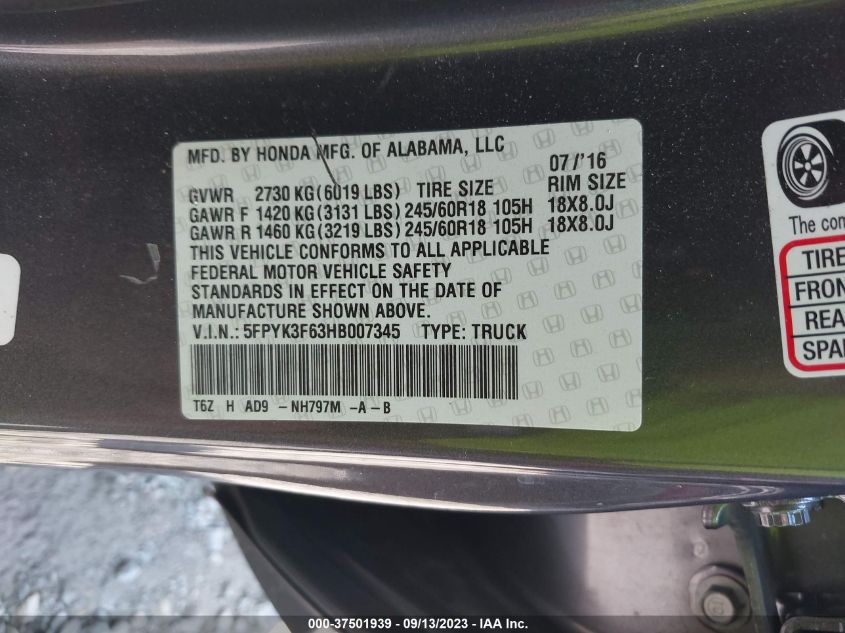 MFD. BY HONDA MFG. OF ALABAMA, LLC
07/'16
GVWR 2730 KG(6019 LBS) TIRE SIZE RIM SIZE
GAWR F 1420 KG(3131 LBS) 245/60R18 105H 18X8.0J
GAWR R 1460 KG(3219 LBS) 245/60R18 105H 18X8.0J
THIS VEHICLE CONFORMS TO ALL APPLICABLE
FEDERAL MOTOR VEHICLE SAFETY
STANDARDS IN EFFECT ON THE DATE OF
MANUFACTURE SHOWN ABOVE.
V.I.N.: 5FPYK3F63HB007345 TYPE: TRUCK
T6Z H AD9 -NH797M -A -B
The com
TIRE
FRON
REA
SPAR
000-37501939 - 09/13/2023 - IAA Inc.